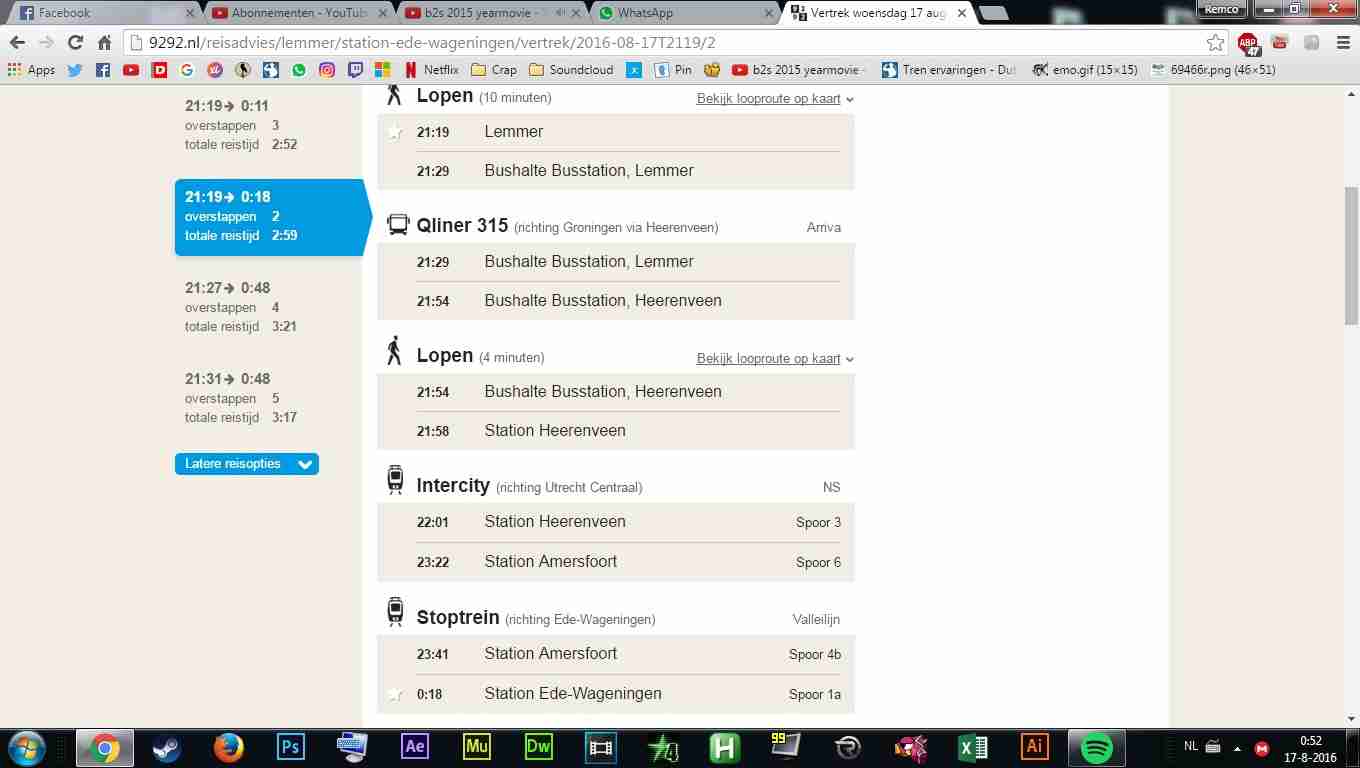 Facebook
Abonnementen - YouTub
b2s 2015 yearmovie -
WhatsApp
Vertrek woensdag 17 aug
Remco
9292.nl/reisadvies/lemmer/station-ede-wageningen/vertrek/2016-08-17T2119/2
ABP
47
Apps
Netflix
Crap
Soundcloud
Pin
b2s 2015 yearmovie -
Tren ervaringen - Dut
emo.gif (15×15)
69466r.png (46×51)
21:19 → 0:11
overstappen 3
totale reistijd 2:52
21:19 → 0:18
overstappen 2
totale reistijd 2:59
21:27 → 0:48
overstappen 4
totale reistijd 3:21
21:31 → 0:48
overstappen 5
totale reistijd 3:17
Latere reisopties
Lopen (10 minuten) Bekijk looproute op kaart
21:19 Lemmer
21:29 Bushalte Busstation, Lemmer
Qliner 315 (richting Groningen via Heerenveen) Arriva
21:29 Bushalte Busstation, Lemmer
21:54 Bushalte Busstation, Heerenveen
Lopen (4 minuten) Bekijk looproute op kaart
21:54 Bushalte Busstation, Heerenveen
21:58 Station Heerenveen
Intercity (richting Utrecht Centraal) NS
22:01 Station Heerenveen Spoor 3
23:22 Station Amersfoort Spoor 6
Stoptrein (richting Ede-Wageningen) Valleilijn
23:41 Station Amersfoort Spoor 4b
0:18 Station Ede-Wageningen Spoor 1a
Ps
Ae
Mu
Dw
99
Ai
NL
0:52
17-8-2016